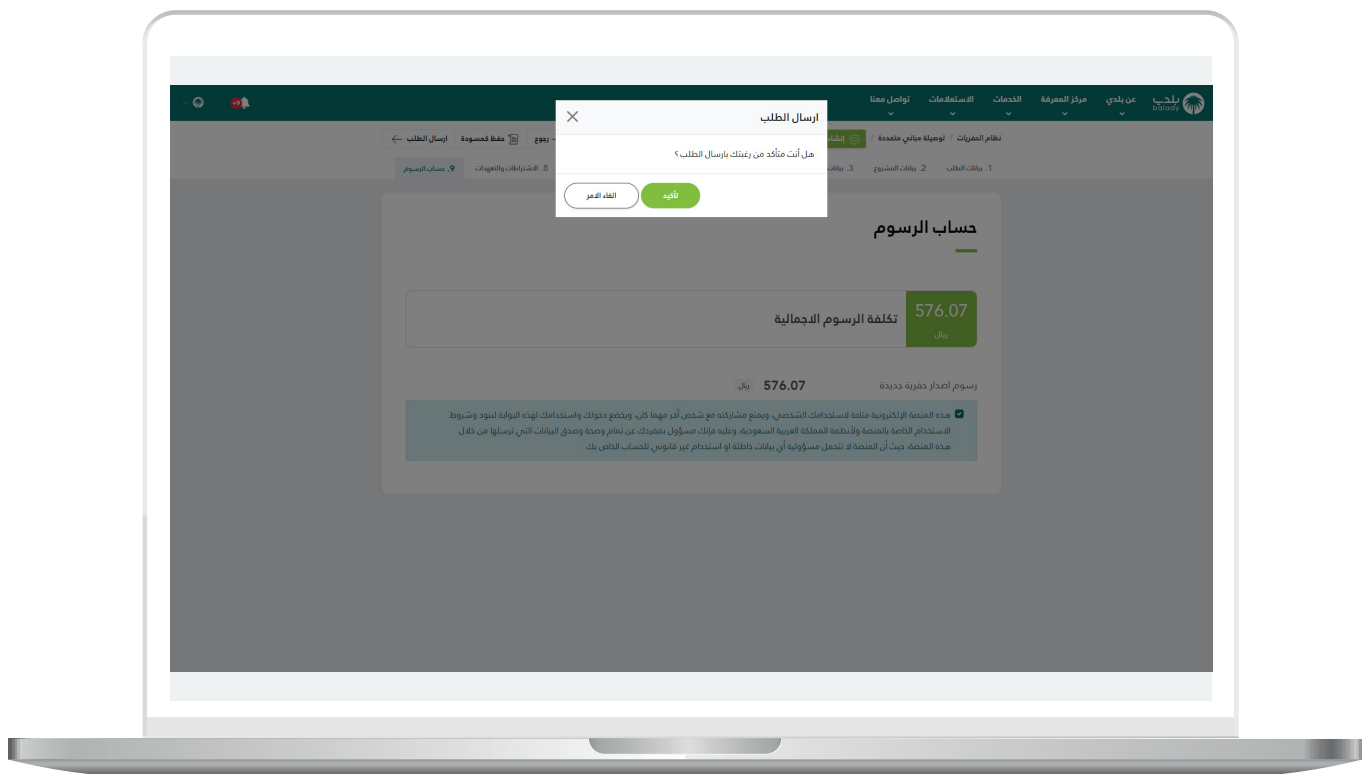 بلدي
balady
عن بلدي
مركز المعرفة
الخدمات
الاستعلامات
تواصل معنا
ارسال الطلب
هل أنت متأكد من رغبتك بارسال الطلب ؟
تأكيد
الغاء الامر
نظام الحفريات / توصيلة مباني متعددة /
رجوع
حفظ كمسودة
ارسال الطلب
1. بيانات الطلب
2. بيانات المشروع
3. بيانات
8. الاشتراطات والتعهدات
9. حساب الرسوم
حساب الرسوم
576.07
ريال
تكلفة الرسوم الاجمالية
رسوم اصدار حفرية جديدة
576.07 ريال
هذه المنصة الإلكترونية متاحة لاستخدامك الشخصي، ويمنع مشاركته مع شخص آخر مهما كان، ويخضع دخولك واستخدامك لهذه البوابة لبنود وشروط
الاستخدام الخاصة بالمنصة ولأنظمة المملكة العربية السعودية، وعليه فإنك مسؤول بمفردك عن تمام وصحة وصدق البيانات التي ترسلها من خلال
هذه المنصة، حيث أن المنصة لا تتحمل مسؤولية أي بيانات خاطئة او استخدام غير قانوني للحساب الخاص بك